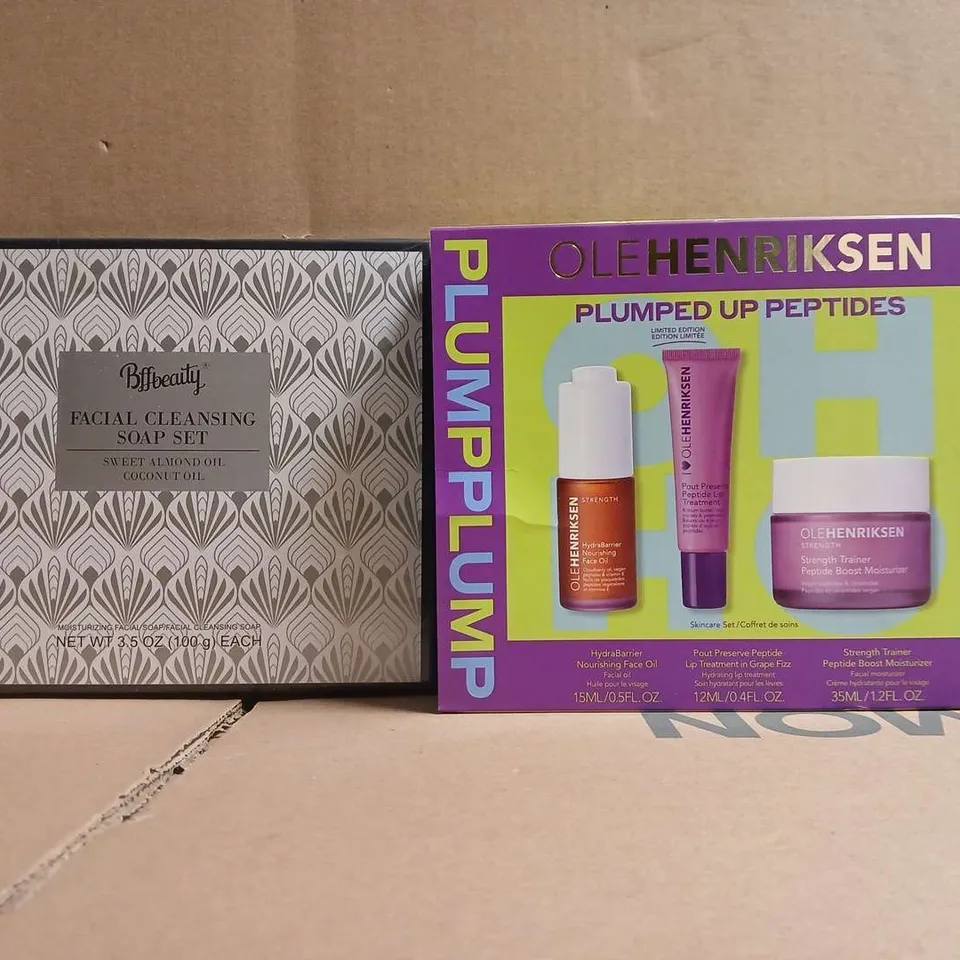 Bffbeauty®
FACIAL CLEANSING
SOAP SET
SWEET ALMOND OIL
COCONUT OIL
MOISTURIZING FACIAL SOAP/FACIAL CLEANSING SOAP
NET WT 3.5 OZ (100 g) EACH
PLUMPPLUMP
OLEHENRIKSEN
PLUMPED UP PEPTIDES
LIMITED EDITION
EDITION LIMITÉE
OLEHENRIKSEN
STRENGTH
HydraBarrier
Nourishing
Face Oil
I ♥ OLEHENRIKSEN
Pout Preserve
Peptide Lip
Treatment
OLEHENRIKSEN
STRENGTH
Strength Trainer
Peptide Boost Moisturizer
Skincare Set/Coffret de soins
HydraBarrier
Nourishing Face Oil
Facial oil
Huile pour le visage
15ML/0.5FL. OZ.
Pout Preserve Peptide
Lip Treatment in Grape Fizz
Hydrating lip treatment
Soin hydratant pour les lèvres
12ML/0.4FL. OZ.
Strength Trainer
Peptide Boost Moisturizer
Facial moisturizer
Crème hydratante pour le visage
35ML/1.2FL. OZ.